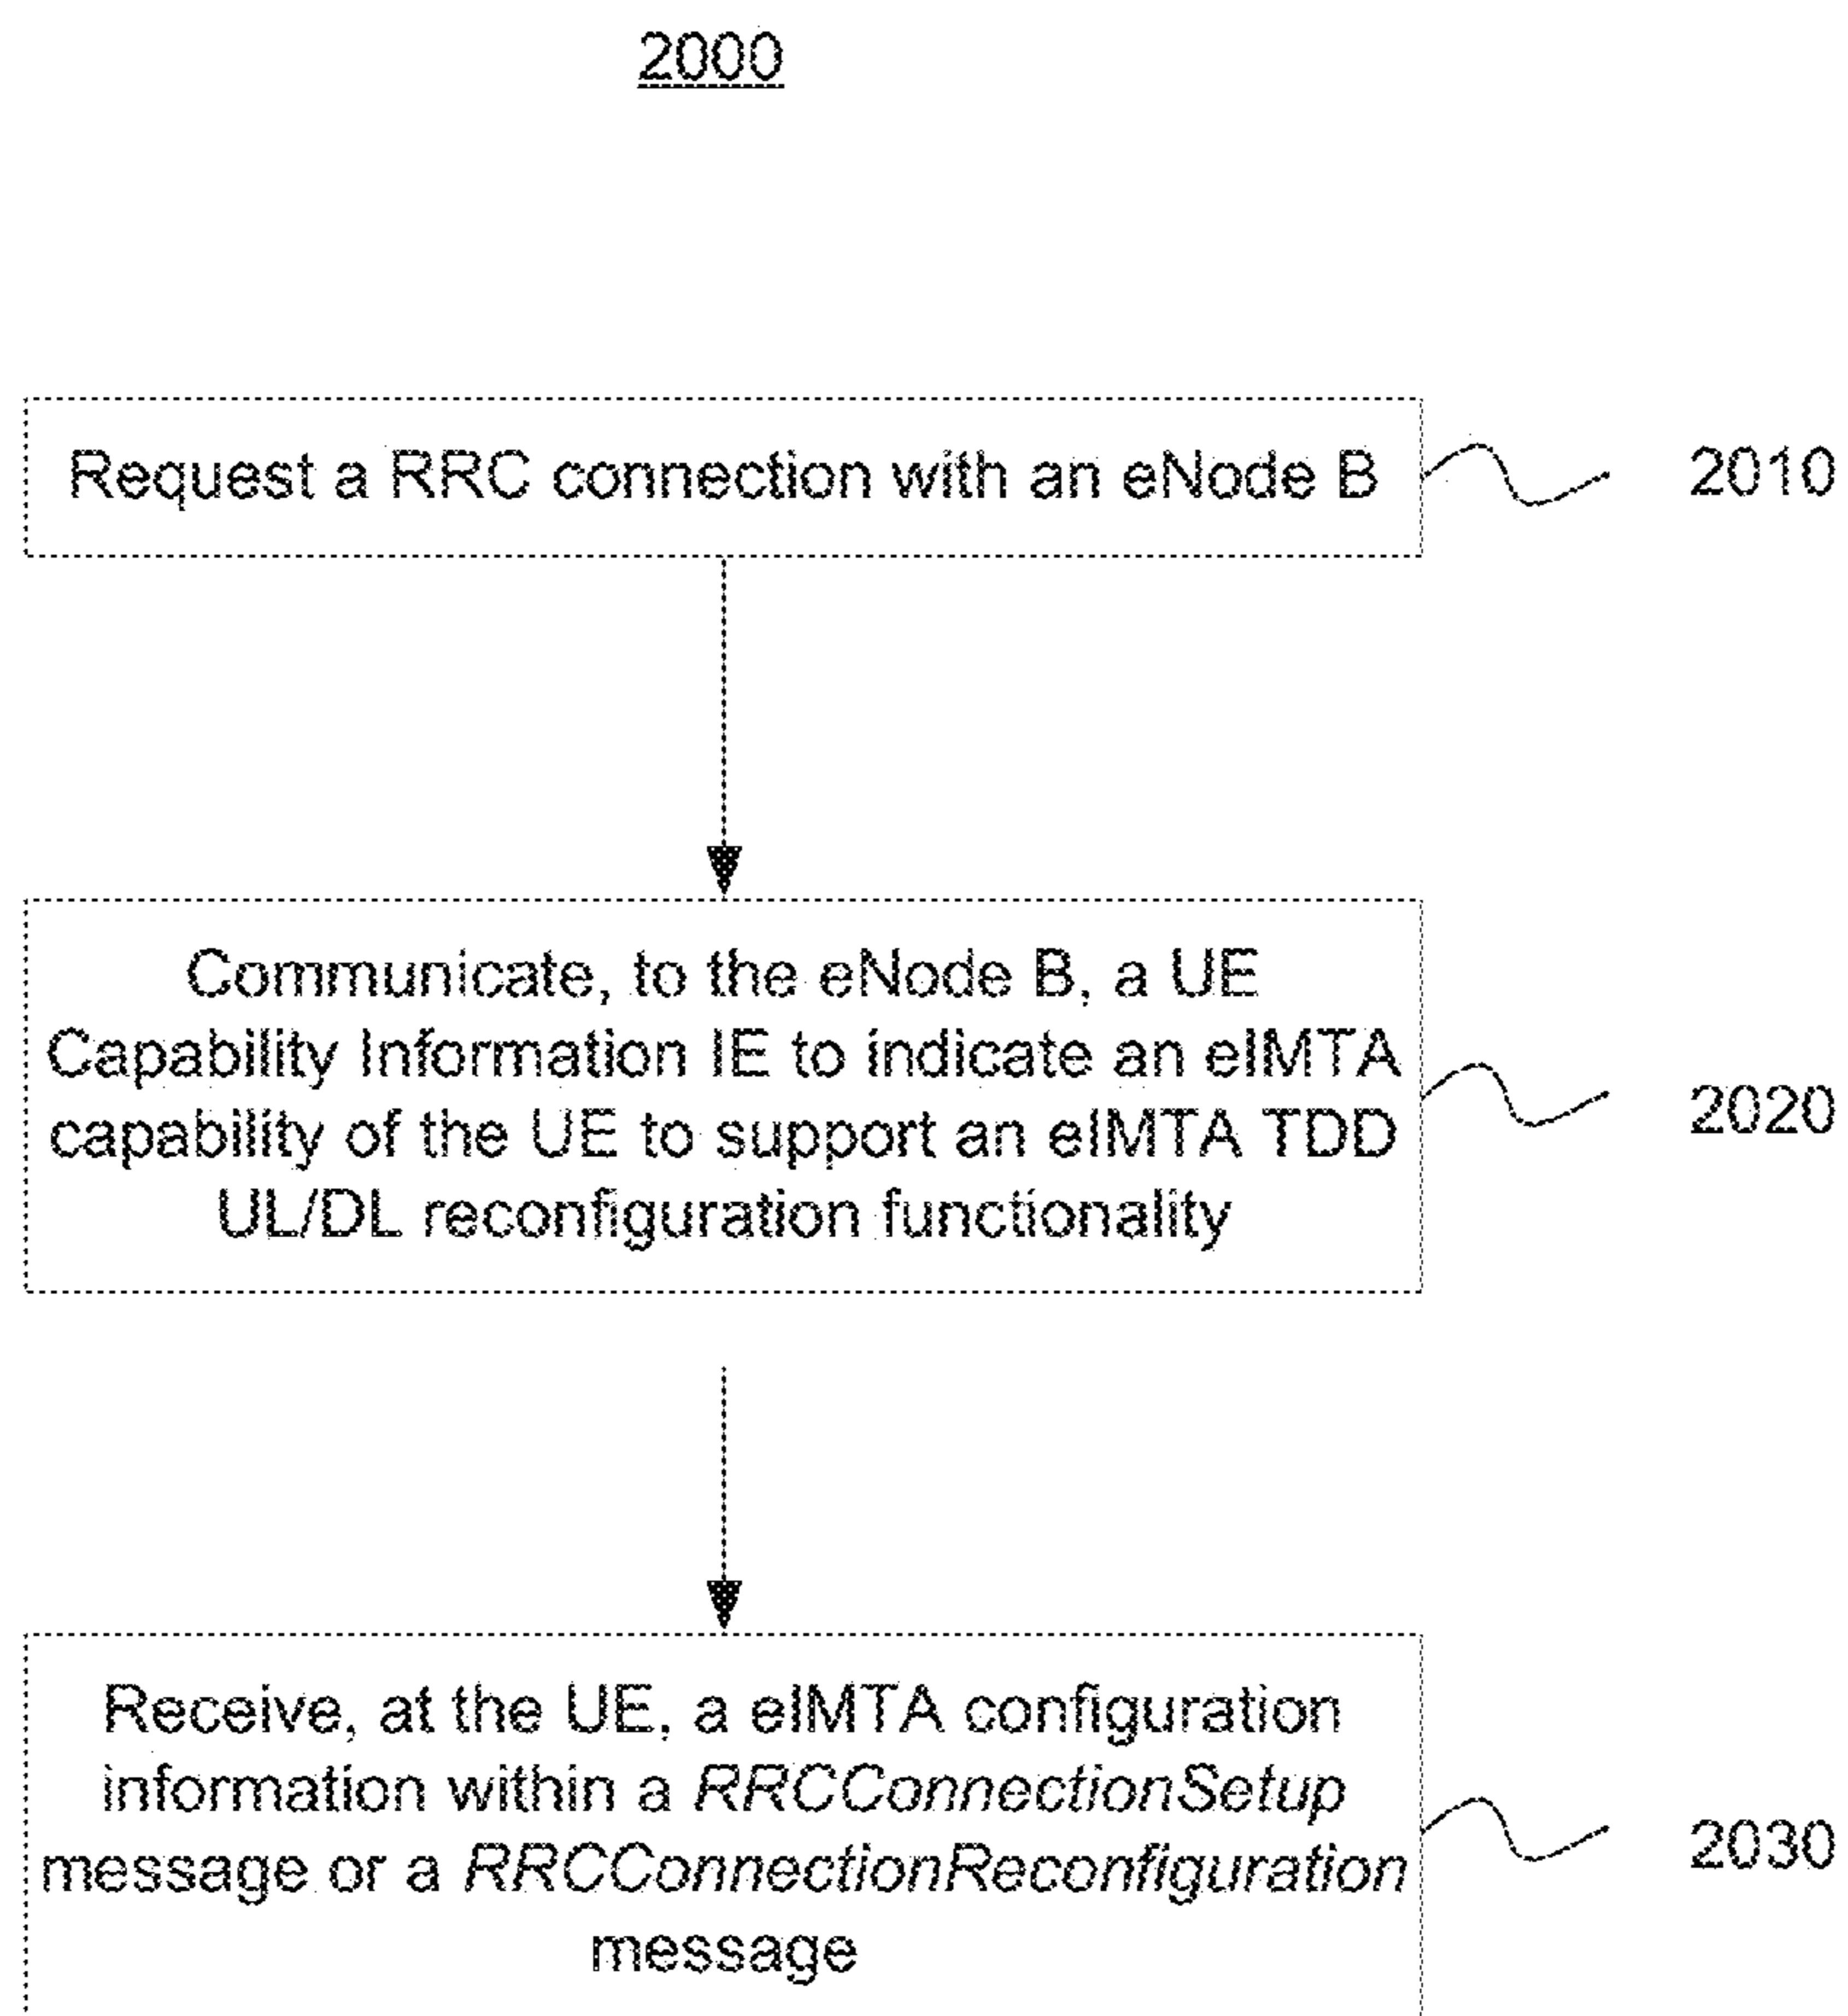 2000
Request a RRC connection with an eNode B
2010
Communicate, to the eNode B, a UE
Capability Information IE to indicate an eIMTA
capability of the UE to support an eIMTA TDD
UL/DL reconfiguration functionality
2020
Receive, at the UE, a eIMTA configuration
information within a RRCConnectionSetup
message or a RRCConnectionReconfiguration
message
2030